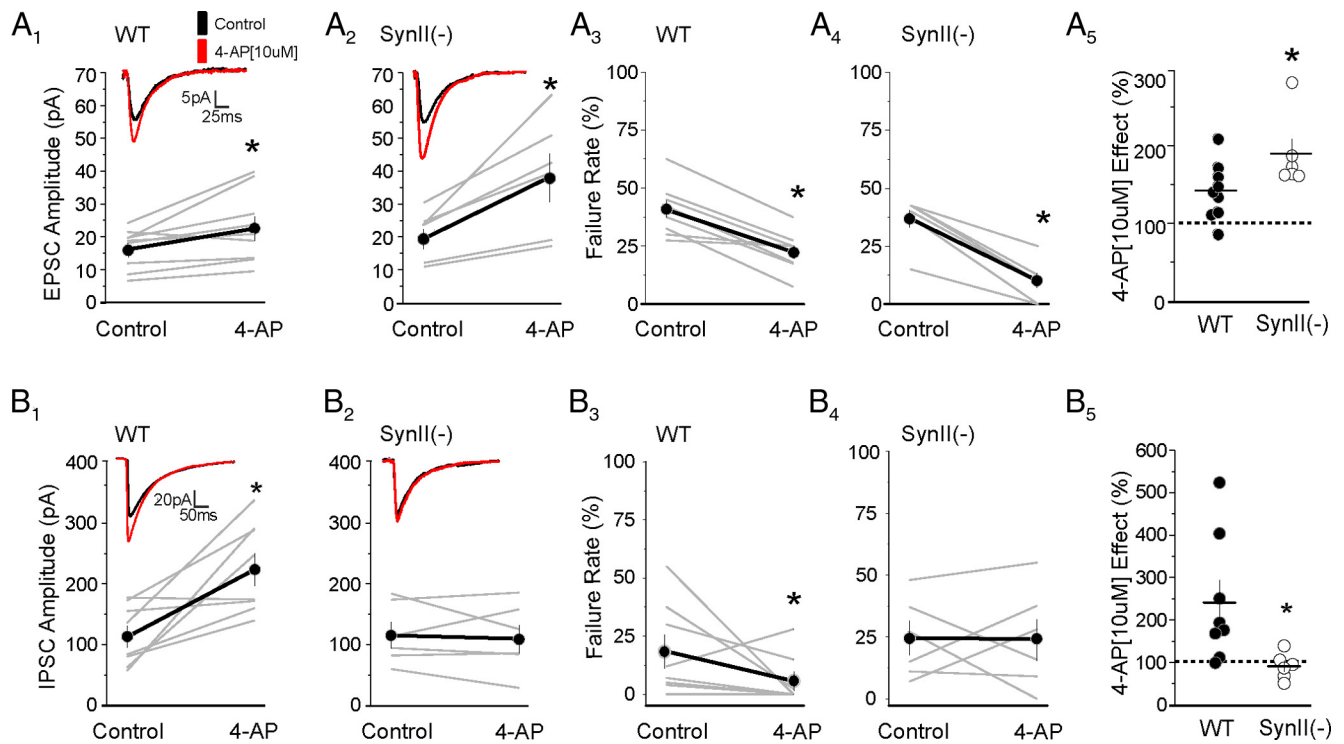 A1 WT
Control
4-AP[10uM]
EPSC Amplitude (pA)
70
60
50
40
30
20
10
0
5pA
25ms
*
Control 4-AP
A2 SynII(-)
70
60
50
40
30
20
10
0
*
Control 4-AP
A3 WT
Failure Rate (%)
100
75
50
25
0
*
Control 4-AP
A4 SynII(-)
100
75
50
25
0
*
Control 4-AP
A5
4-AP[10uM] Effect (%)
300
200
100
0
*
WT SynII(-)
B1 WT
IPSC Amplitude (pA)
400
300
200
100
0
20pA
50ms
*
Control 4-AP
B2 SynII(-)
400
300
200
100
0
Control 4-AP
B3 WT
Failure Rate (%)
100
75
50
25
0
*
Control 4-AP
B4 SynII(-)
100
75
50
25
0
Control 4-AP
B5
4-AP[10uM] Effect (%)
600
500
400
300
200
100
0
*
WT SynII(-)